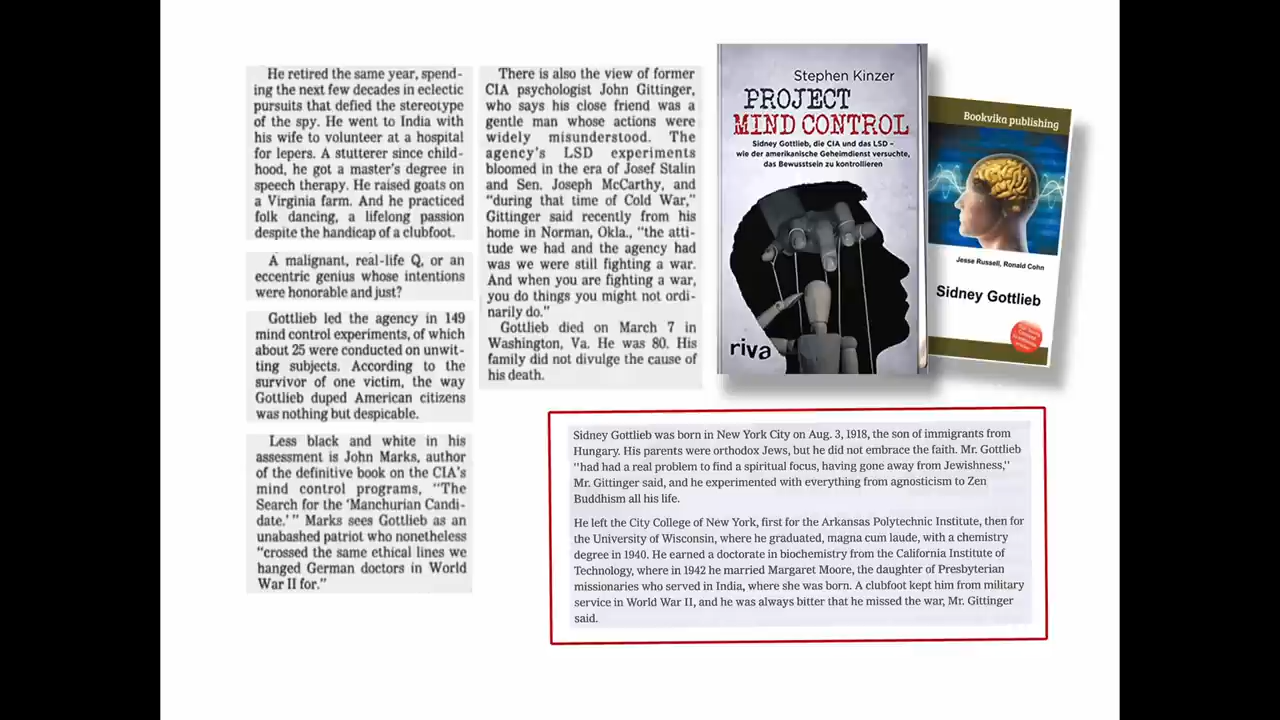 He retired the same year, spend-
ing the next few decades in eclectic
pursuits that defied the stereotype
of the spy. He went to India with
his wife to volunteer at a hospital
for lepers. A stutterer since child-
hood, he got a master's degree in
speech therapy. He raised goats on
a Virginia farm. And he practiced
folk dancing, a lifelong passion
despite the handicap of a clubfoot.
A malignant, real-life Q, or an
eccentric genius whose intentions
were honorable and just?
Gottlieb led the agency in 149
mind control experiments, of which
about 25 were conducted on unwit-
ting subjects. According to the
survivor of one victim, the way
Gottlieb duped American citizens
was nothing but despicable.
Less black and white in his
assessment is John Marks, author
of the definitive book on the CIA's
mind control programs, "The
Search for the 'Manchurian Candi-
date.'" Marks sees Gottlieb as an
unabashed patriot who nonetheless
"crossed the same ethical lines we
hanged German doctors in World
War II for."
There is also the view of former
CIA psychologist John Gittinger,
who says his close friend was a
gentle man whose actions were
widely misunderstood. The
agency's LSD experiments
bloomed in the era of Josef Stalin
and Sen. Joseph McCarthy, and
"during that time of Cold War,"
Gittinger said recently from his
home in Norman, Okla., "the atti-
tude we had and the agency had
was we were still fighting a war.
And when you are fighting a war,
you do things you might not ordi-
narily do."
Gottlieb died on March 7 in
Washington, Va. He was 80. His
family did not divulge the cause of
his death.
Stephen Kinzer
PROJECT
MIND CONTROL
Sidney Gottlieb, die CIA und das LSD –
wie der amerikanische Geheimdienst versuchte,
das Bewusstsein zu kontrollieren
riva
Bookvika publishing
Jesse Russell, Ronald Cohn
Sidney Gottlieb
Sidney Gottlieb was born in New York City on Aug. 3, 1918, the son of immigrants from
Hungary. His parents were orthodox Jews, but he did not embrace the faith. Mr. Gottlieb
"had had a real problem to find a spiritual focus, having gone away from Jewishness,"
Mr. Gittinger said, and he experimented with everything from agnosticism to Zen
Buddhism all his life.
He left the City College of New York, first for the Arkansas Polytechnic Institute, then for
the University of Wisconsin, where he graduated, magna cum laude, with a chemistry
degree in 1940. He earned a doctorate in biochemistry from the California Institute of
Technology, where in 1942 he married Margaret Moore, the daughter of Presbyterian
missionaries who served in India, where she was born. A clubfoot kept him from military
service in World War II, and he was always bitter that he missed the war, Mr. Gittinger
said.